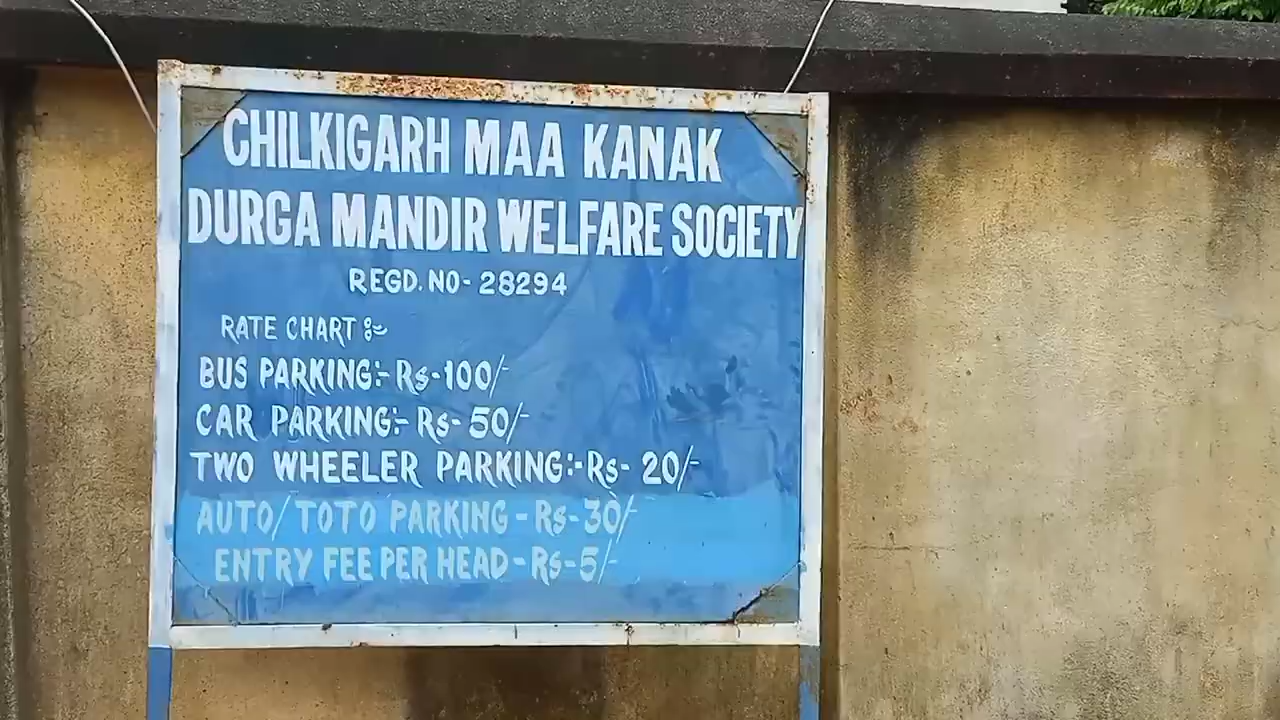 CHILKIGARH MAA KANAK
DURGA MANDIR WELFARE SOCIETY
REGD. NO- 28294
RATE CHART :-
BUS PARKING:- Rs-100/-
CAR PARKING:- Rs- 50/-
TWO WHEELER PARKING:-Rs- 20/-
AUTO/TOTO PARKING - Rs-30/-
ENTRY FEE PER HEAD - Rs-5/-